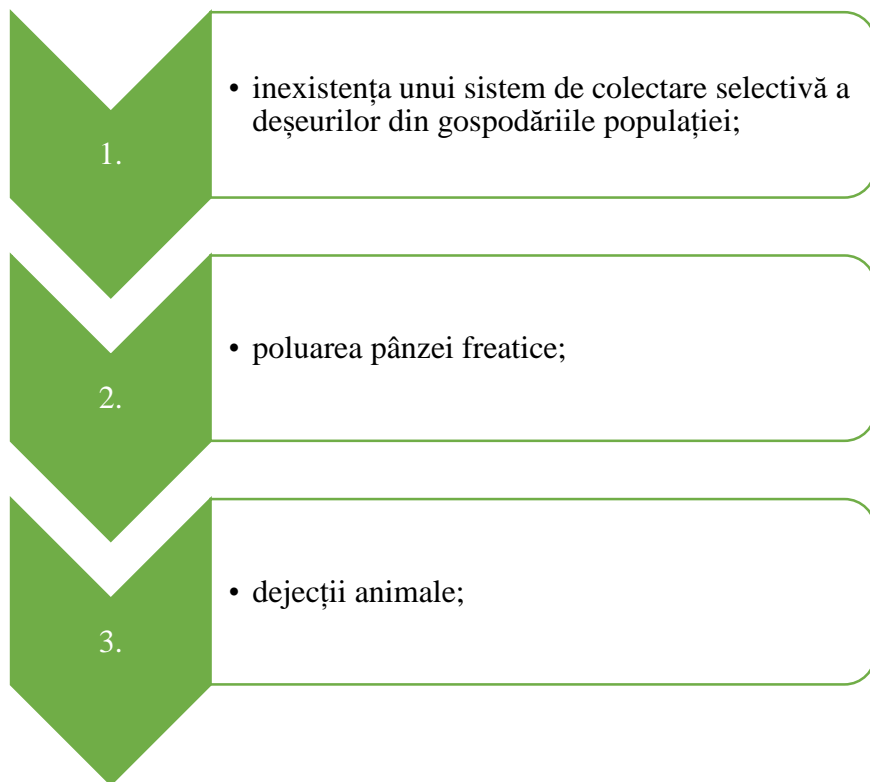 1.
• inexistența unui sistem de colectare selectivă a
deșeurilor din gospodăriile populației;
2.
• poluarea pânzei freatice;
3.
• dejecții animale;